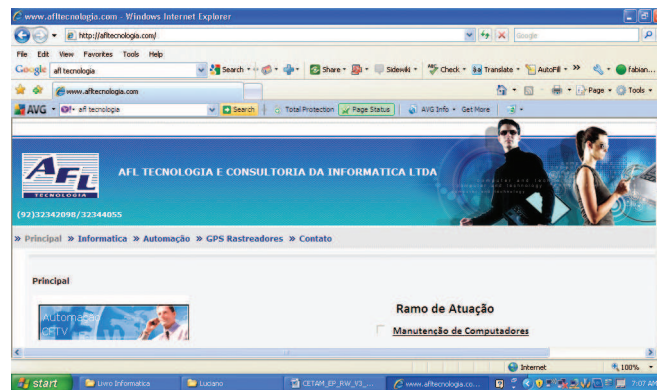 www.afltecnologia.com - Windows Internet Explorer
http://afltecnologia.com/
Google
File Edit View Favorites Tools Help
Google afl tecnologia Search Share Sidewiki Check Translate AutoFill fabian...
www.afltecnologia.com Page Tools
AVG afl tecnologia Search Total Protection Page Status AVG Info Get More
AFL
TECNOLOGIA
AFL TECNOLOGIA E CONSULTORIA DA INFORMATICA LTDA
(92)32342098/32344055
» Principal » Informatica » Automação » GPS Rastreadores » Contato
Principal
Automação
CFTV
Ramo de Atuação
Manutenção de Computadores
Internet 100%
start Livro Informatica Luciano CETAM_EP_RW_V3_... www.afltecnologia.co... 7:07 AM